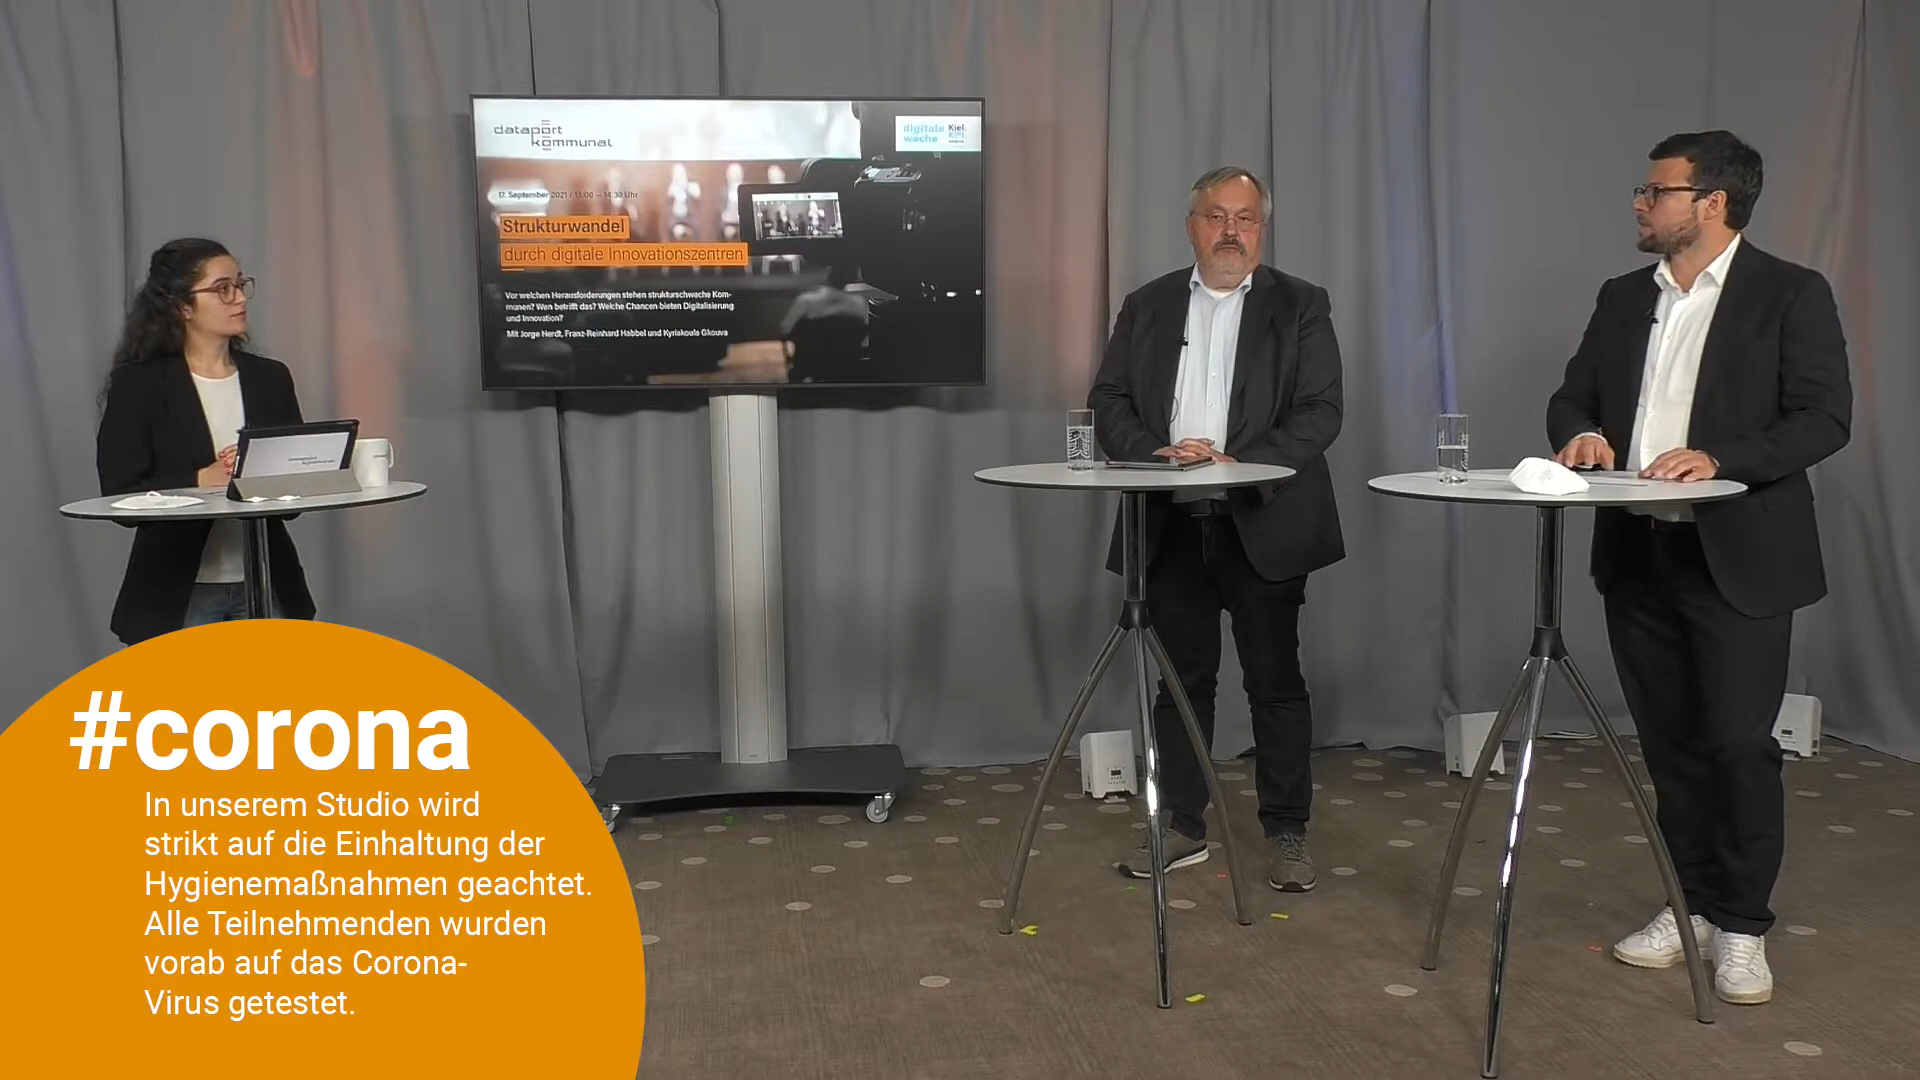 dataport
kommunal
digitale
woche
Kiel.
17. September 2021 / 13:00 – 14:30 Uhr
Strukturwandel
durch digitale Innovationszentren
Vor welchen Herausforderungen stehen strukturschwache Kom-
munen? Wen betrifft das? Welche Chancen bieten Digitalisierung
und Innovation?
Mit Jorge Herdt, Franz-Reinhard Habbel und Kyriakoula Gkouva
#corona
In unserem Studio wird
strikt auf die Einhaltung der
Hygienemaßnahmen geachtet.
Alle Teilnehmenden wurden
vorab auf das Corona-
Virus getestet.